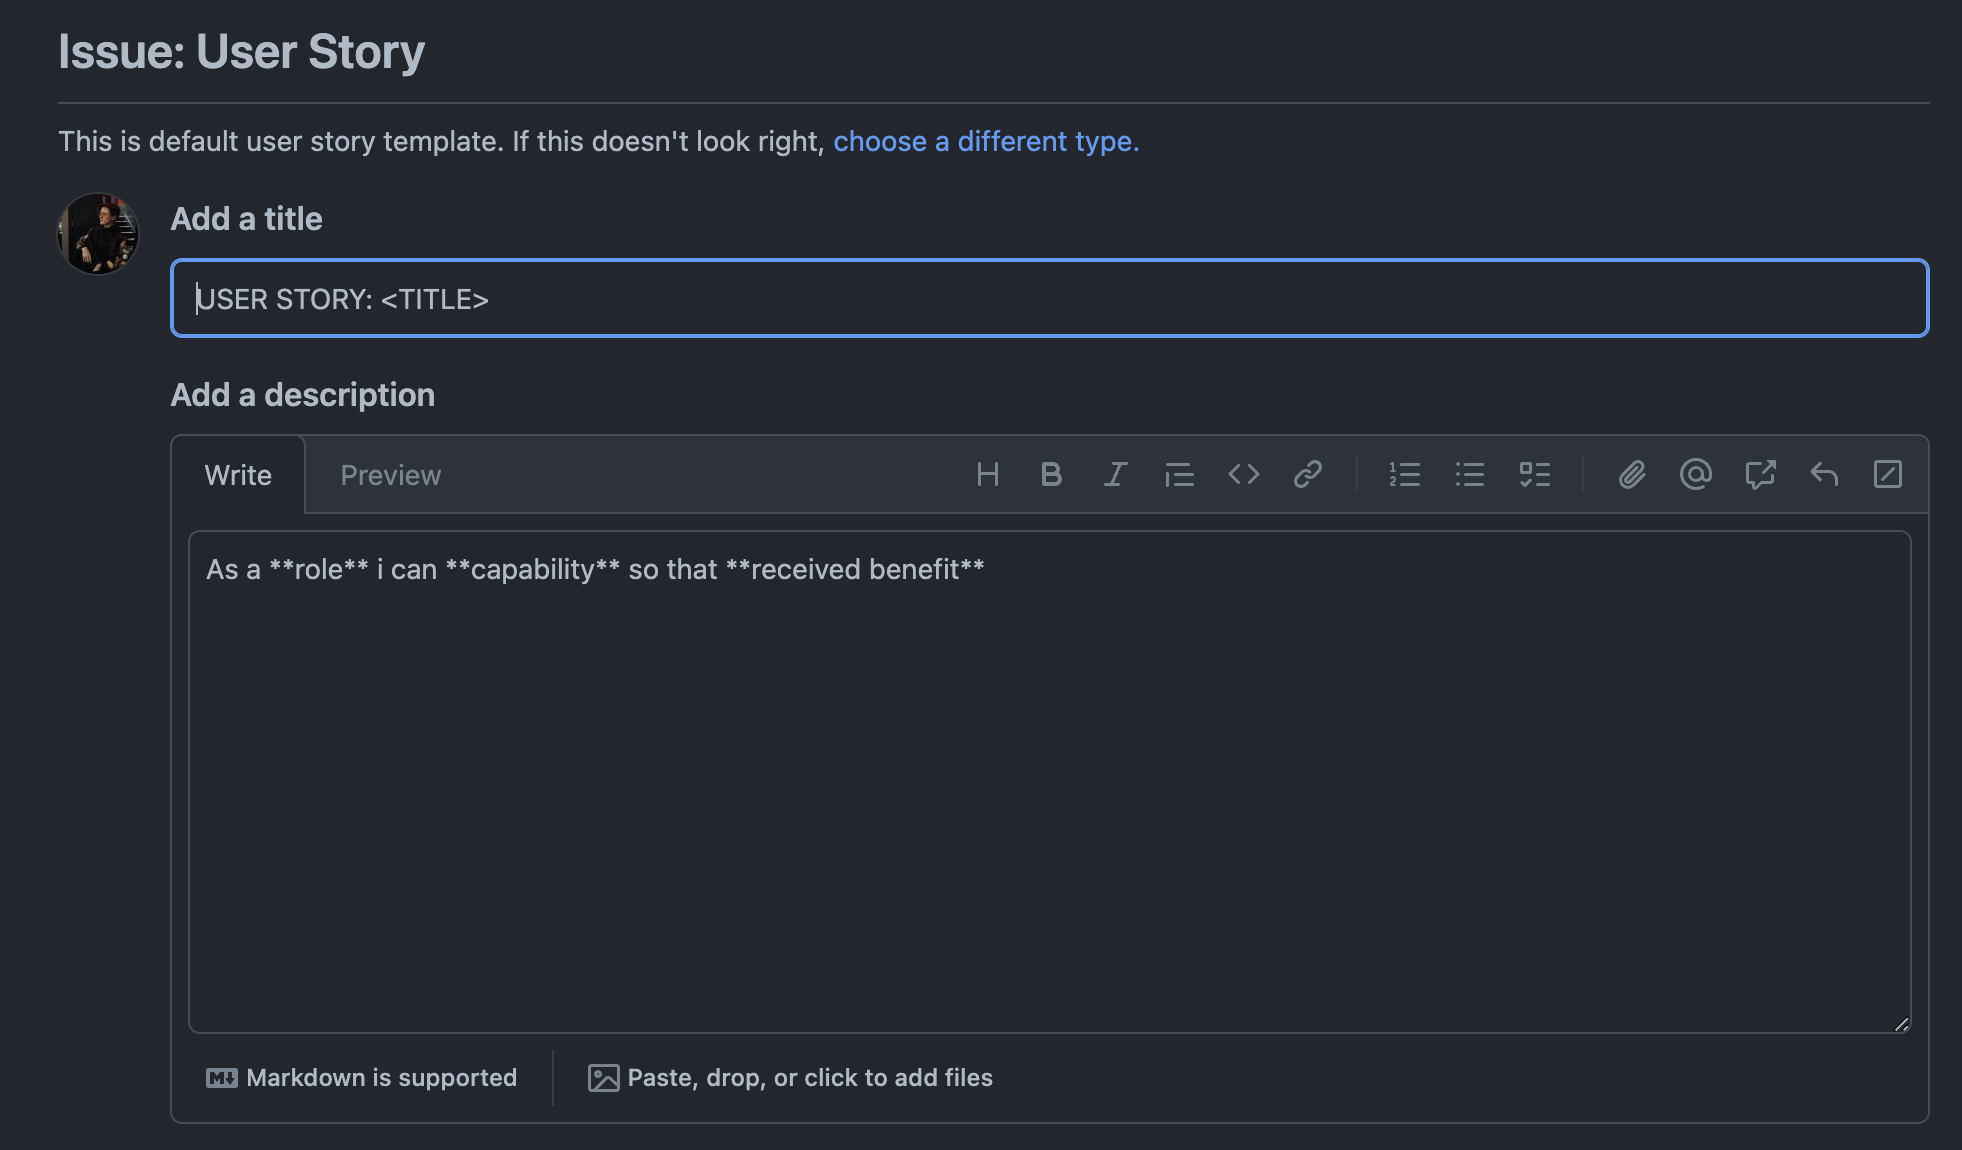 Issue: User Story
This is default user story template. If this doesn't look right, choose a different type.
Add a title
USER STORY: <TITLE>
Add a description
Write Preview
As a **role** i can **capability** so that **received benefit**
Markdown is supported
Paste, drop, or click to add files